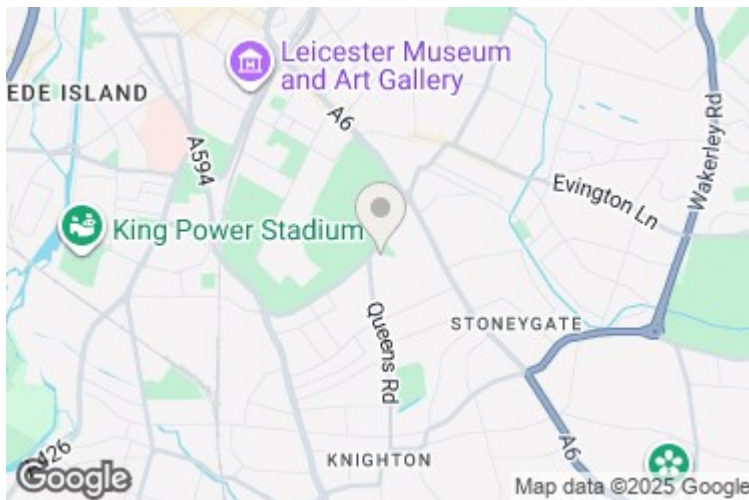 Leicester Museum
and Art Gallery
EDE ISLAND
A6
A594
Wakerley Rd
Evington Ln
King Power Stadium
Queens Rd
STONEYGATE
KNIGHTON
A426
A6
Google
Map data ©2025 Google